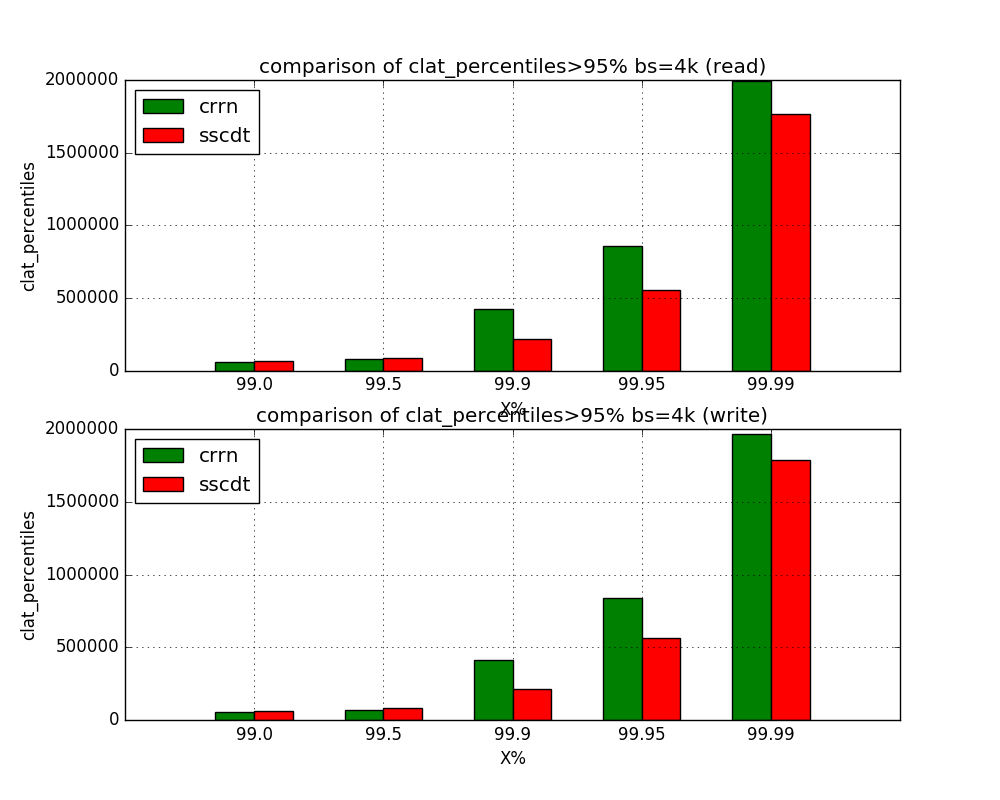 comparison of clat_percentiles>95% bs=4k (read)
2000000
1500000
1000000
500000
0
clat_percentiles
crrn
sscdt
99.0 99.5 99.9 99.95 99.99
X%
comparison of clat_percentiles>95% bs=4k (write)
2000000
1500000
1000000
500000
0
clat_percentiles
crrn
sscdt
99.0 99.5 99.9 99.95 99.99
X%